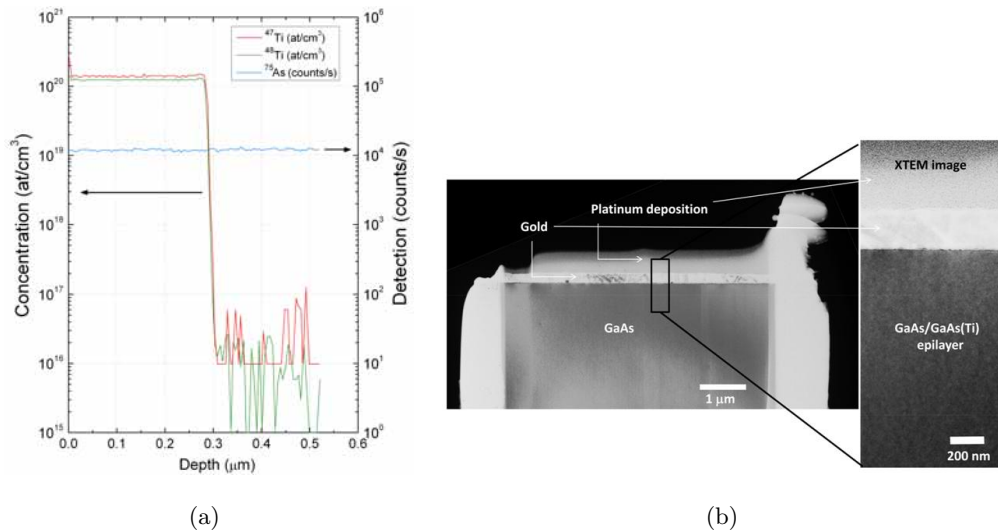 10²¹
10²⁰
10¹⁹
10¹⁸
10¹⁷
10¹⁶
10¹⁵
Concentration (at/cm³)
⁴⁷Ti (at/cm³)
⁴⁸Ti (at/cm³)
⁷⁵As (counts/s)
10⁶
10⁵
10⁴
10³
10²
10¹
10⁰
Detection (counts/s)
0.0 0.1 0.2 0.3 0.4 0.5 0.6
Depth (μm)
(a)
Platinum deposition
Gold
GaAs
1 μm
XTEM image
GaAs/GaAs(Ti)
epilayer
200 nm
(b)